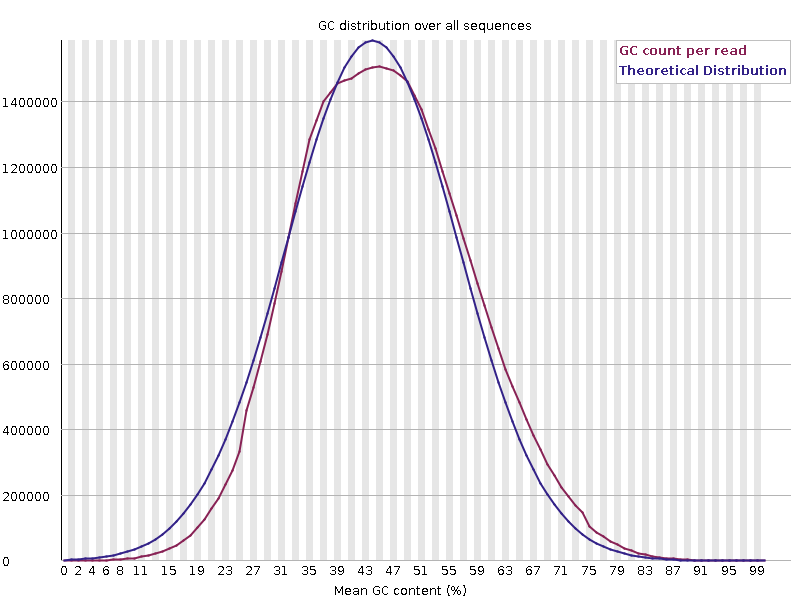 GC distribution over all sequences
GC count per read
Theoretical Distribution
1400000
1200000
1000000
800000
600000
400000
200000
0
0 2 4 6 8 11 15 19 23 27 31 35 39 43 47 51 55 59 63 67 71 75 79 83 87 91 95 99
Mean GC content (%)